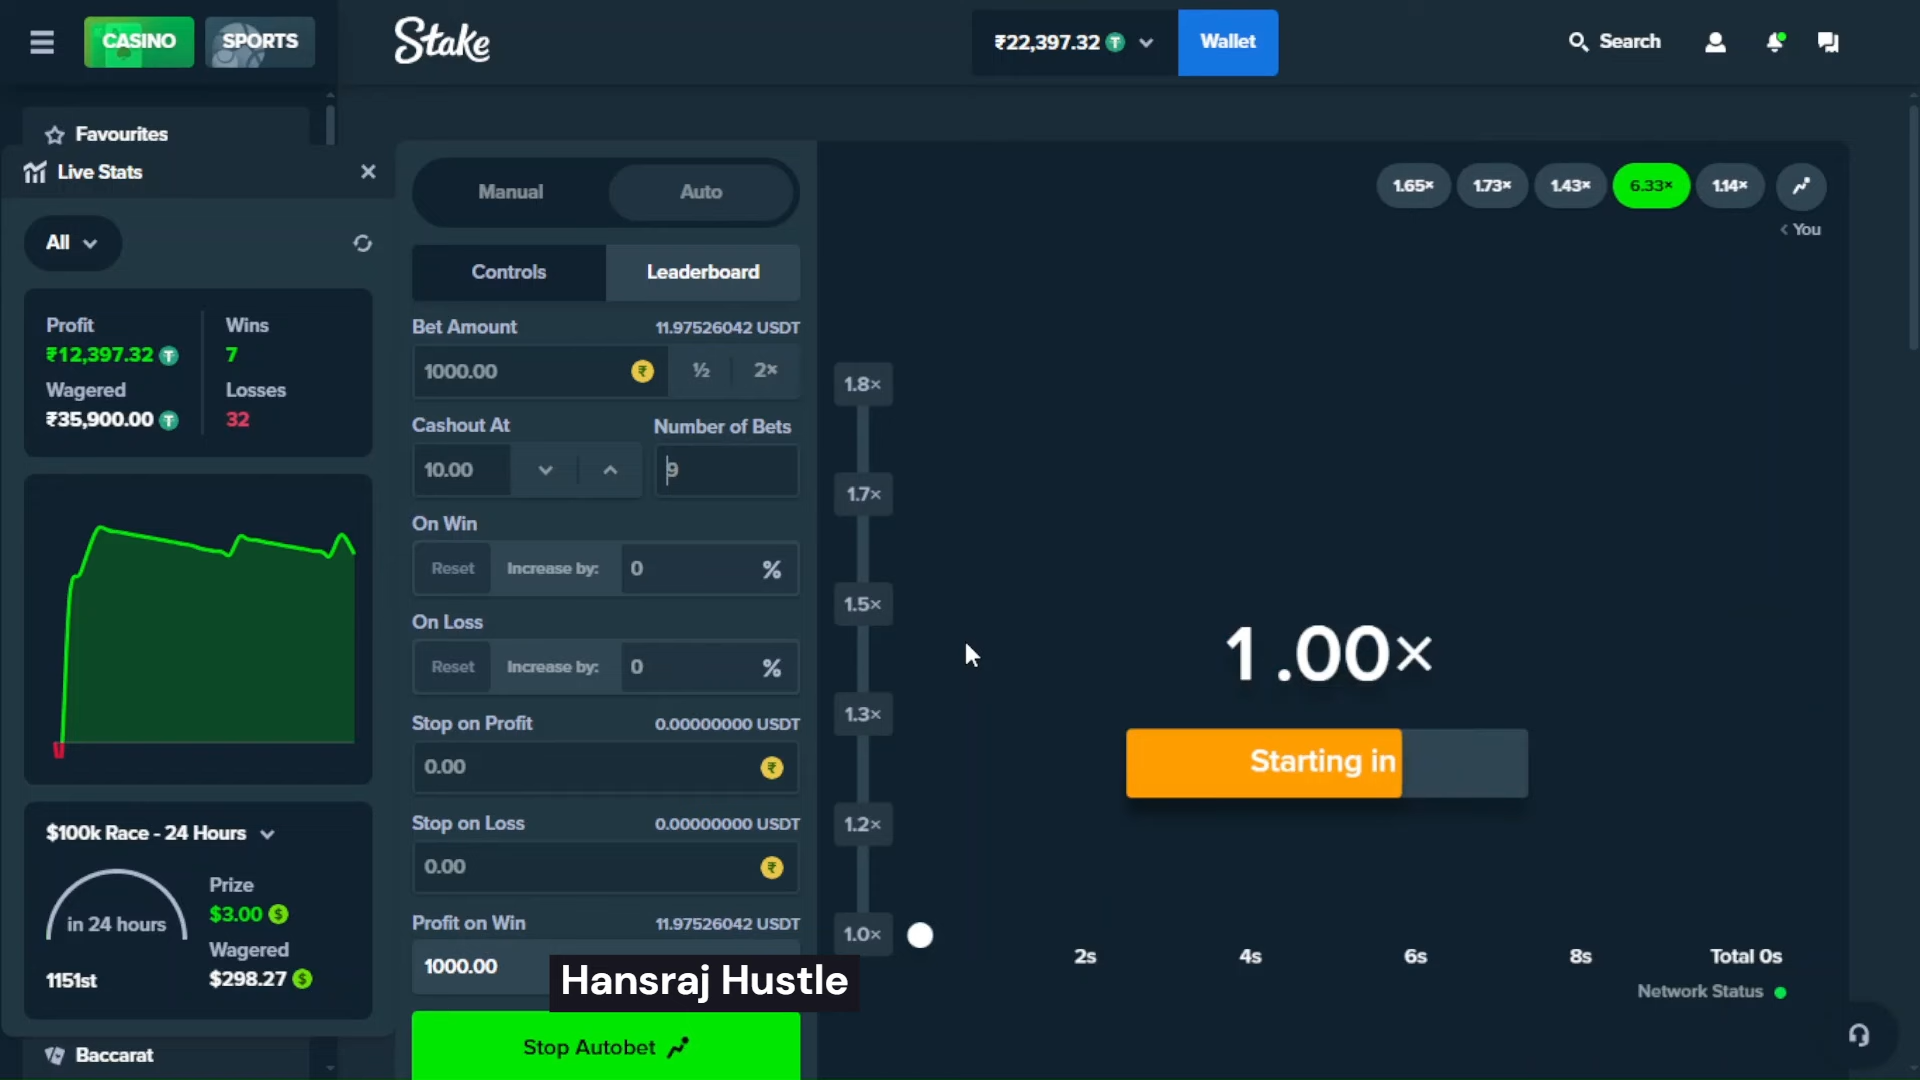 CASINO
SPORTS
Stake
₹22,397.32
Wallet
Search
Favourites
Live Stats
All
Profit
₹12,397.32
Wins
7
Wagered
₹35,900.00
Losses
32
$100k Race - 24 Hours
in 24 hours
1151st
Prize
$3.00
Wagered
$298.27
Baccarat
Manual
Auto
Controls
Leaderboard
Bet Amount 11.97526042 USDT
1000.00 ₹ ½ 2×
Cashout At
Number of Bets
10.00
9
On Win
Reset Increase by: 0 %
On Loss
Reset Increase by: 0 %
Stop on Profit 0.00000000 USDT
0.00 ₹
Stop on Loss 0.00000000 USDT
0.00 ₹
Profit on Win 11.97526042 USDT
1000.00
Hansraj Hustle
Stop Autobet
1.65× 1.73× 1.43× 6.33× 1.14×
You
1.8×
1.7×
1.5×
1.3×
1.2×
1.0×
1.00×
Starting in
2s 4s 6s 8s Total 0s
Network Status